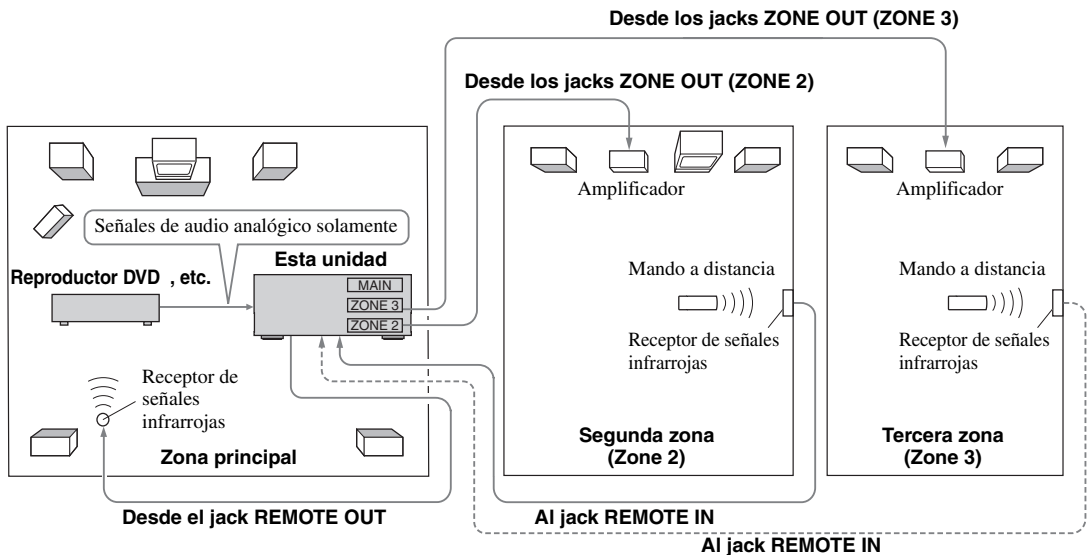 Desde los jacks ZONE OUT (ZONE 3)
Desde los jacks ZONE OUT (ZONE 2)
Amplificador
Amplificador
Señales de audio analógico solamente
Esta unidad
Reproductor DVD , etc.
MAIN
ZONE 3
ZONE 2
Mando a distancia
Receptor de señales
infrarrojas
Mando a distancia
Receptor de señales
infrarrojas
Receptor de
señales
infrarrojas
Zona principal
Segunda zona
(Zone 2)
Tercera zona
(Zone 3)
Desde el jack REMOTE OUT
Al jack REMOTE IN
Al jack REMOTE IN